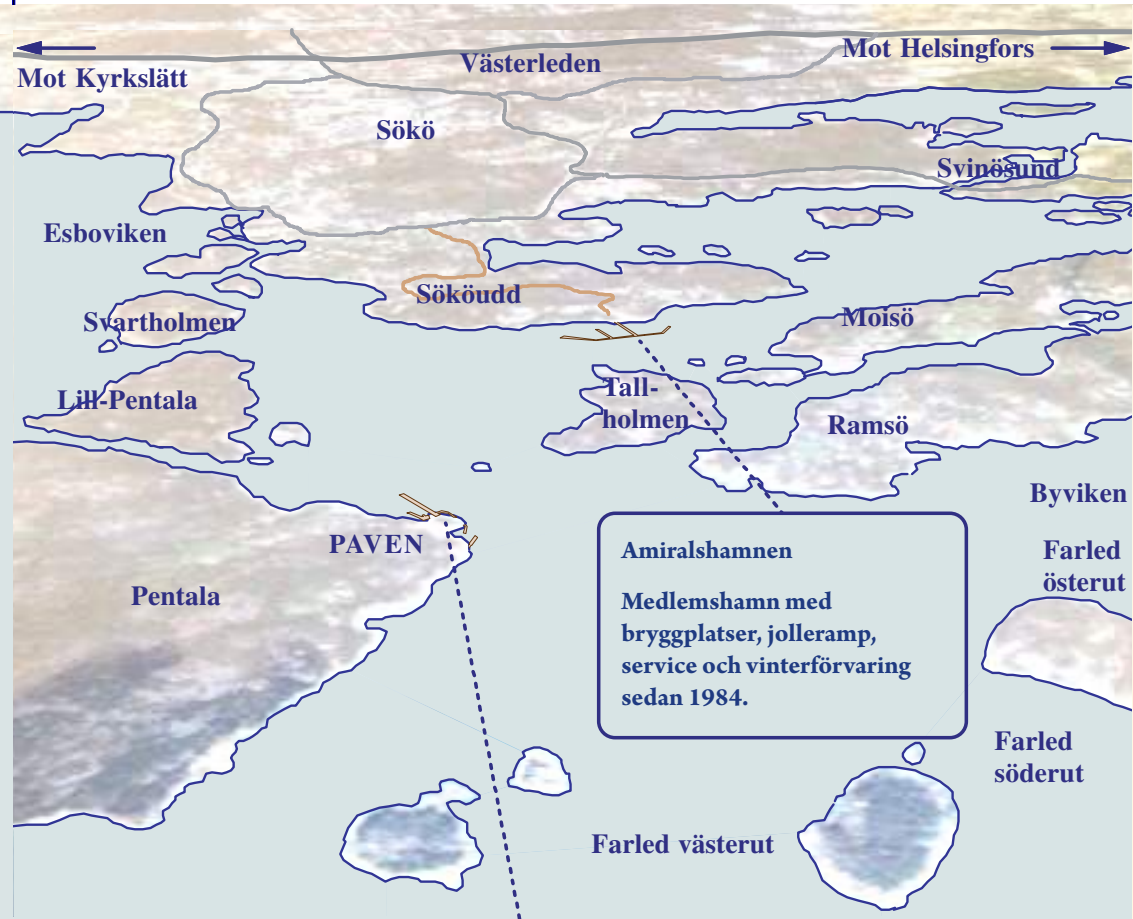 Västerleden
Mot Helsingfors
Mot Kyrkslätt
Sökö
Svinösund
Esboviken
Sököudd
Svartholmen
Moisö
Lill-Pentala
Tall-
holmen
Ramsö
Byviken
PAVEN
Pentala
Amiralshamnen
Medlemshamn med
bryggplatser, jolleramp,
service och vinterförvaring
sedan 1984.
Farled
österut
Farled
söderut
Farled västerut